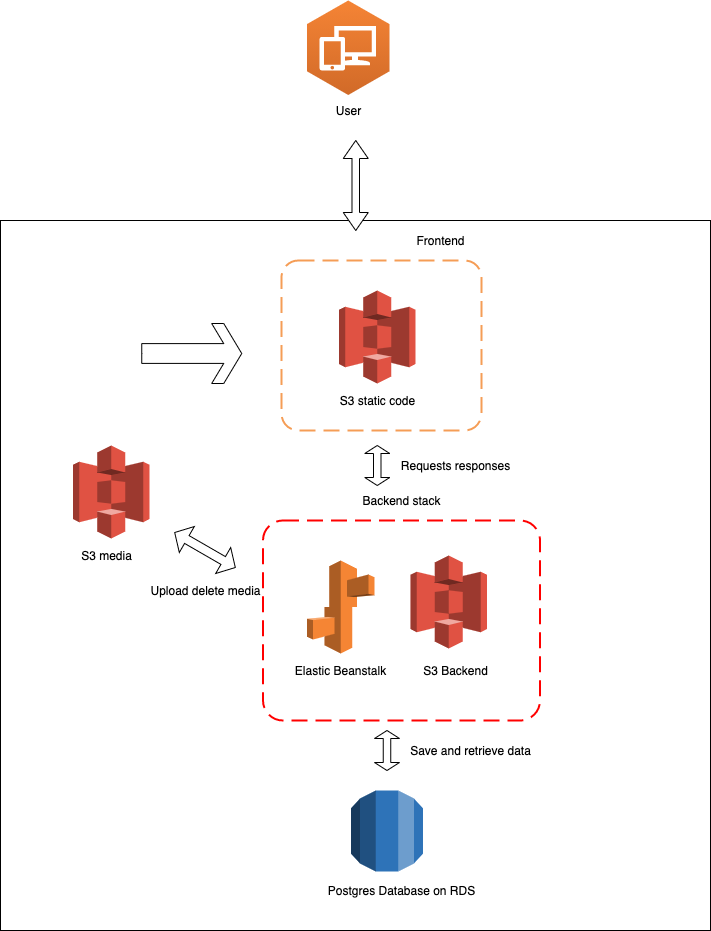 User
Frontend
S3 static code
Requests responses
Backend stack
S3 media
Upload delete media
Elastic Beanstalk
S3 Backend
Save and retrieve data
Postgres Database on RDS